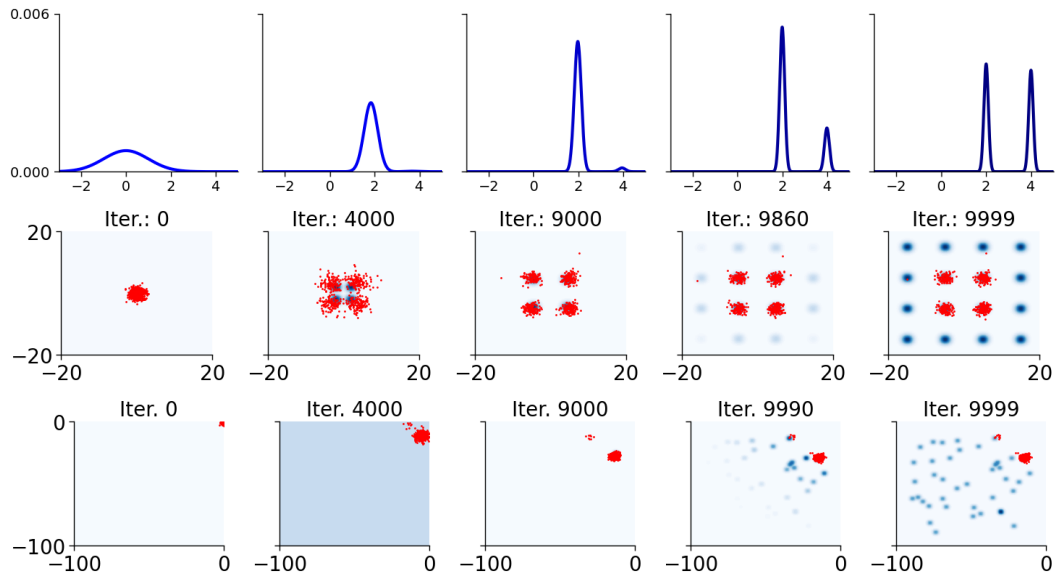 0.006
0.000
−2 0 2 4 −2 0 2 4 −2 0 2 4 −2 0 2 4 −2 0 2 4
Iter.: 0 Iter.: 4000 Iter.: 9000 Iter.: 9860 Iter.: 9999
20
−20
−20 20 −20 20 −20 20 −20 20 −20 20
Iter. 0 Iter. 4000 Iter. 9000 Iter. 9990 Iter. 9999
0
−100
−100 0 −100 0 −100 0 −100 0 −100 0